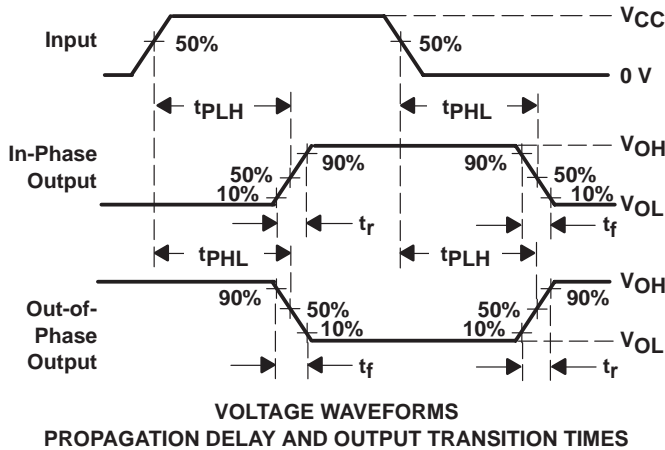 Input
50%
50%
VCC
0 V
tPLH
tPHL
In-Phase
Output
50%
10%
90%
90%
50%
10%
VOH
VOL
tr
tf
tPHL
tPLH
Out-of-
Phase
Output
90%
50%
10%
50%
10%
90%
VOH
VOL
tf
tr
VOLTAGE WAVEFORMS
PROPAGATION DELAY AND OUTPUT TRANSITION TIMES